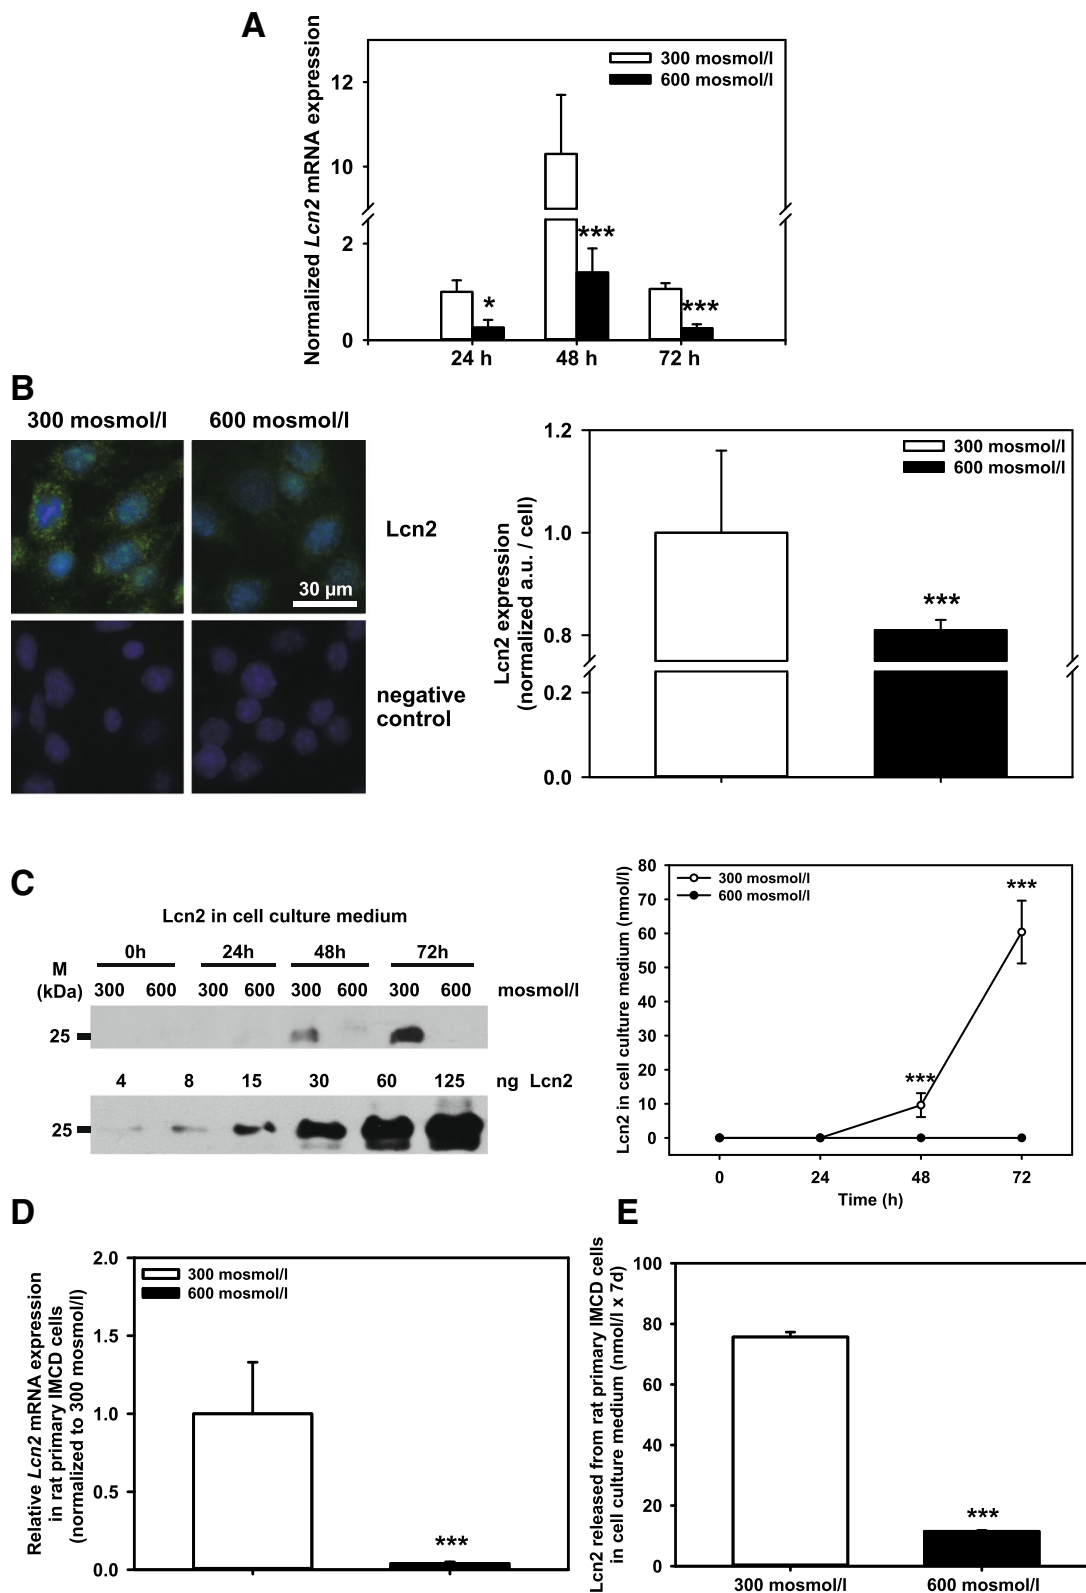 A
Normalized Lcn2 mRNA expression
12
10
2
0
300 mosmol/l
600 mosmol/l
*
***
***
24 h 48 h 72 h
B
300 mosmol/l 600 mosmol/l
Lcn2
30 µm
negative
control
Lcn2 expression
(normalized a.u. / cell)
1.2
1.0
0.8
0.2
0.0
300 mosmol/l
600 mosmol/l
***
C
Lcn2 in cell culture medium
0h 24h 48h 72h
M
(kDa)
300 600 300 600 300 600 300 600 mosmol/l
25
4 8 15 30 60 125 ng Lcn2
25
Lcn2 in cell culture medium (nmol/l)
80
70
60
50
40
30
20
10
0
300 mosmol/l
600 mosmol/l
***
***
0 24 48 72
Time (h)
D
Relative Lcn2 mRNA expression
in rat primary IMCD cells
(normalized to 300 mosmol/l)
2.0
1.5
1.0
0.5
0.0
300 mosmol/l
600 mosmol/l
***
E
Lcn2 released from rat primary IMCD cells
in cell culture medium (nmol/l x 7d)
100
80
60
40
20
0
***
300 mosmol/l 600 mosmol/l